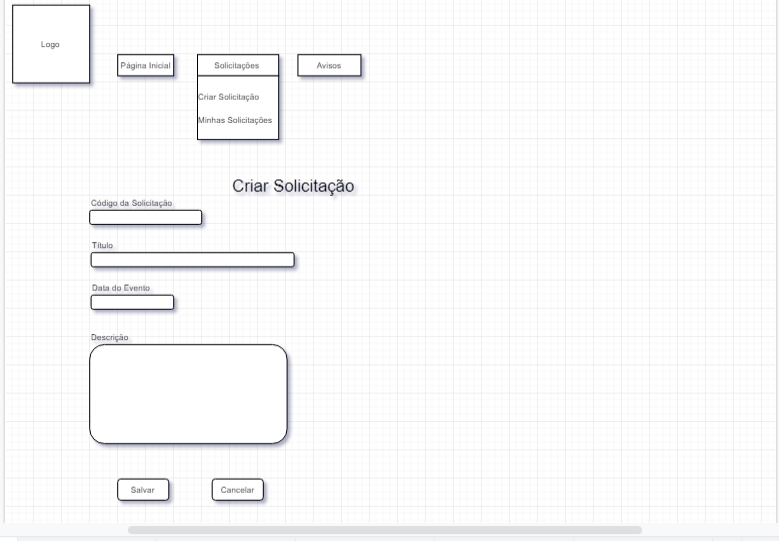 Logo
Página Inicial
Solicitações
Avisos
Criar Solicitação
Minhas Solicitações
Criar Solicitação
Código da Solicitação
Título
Data do Evento
Descrição
Salvar
Cancelar